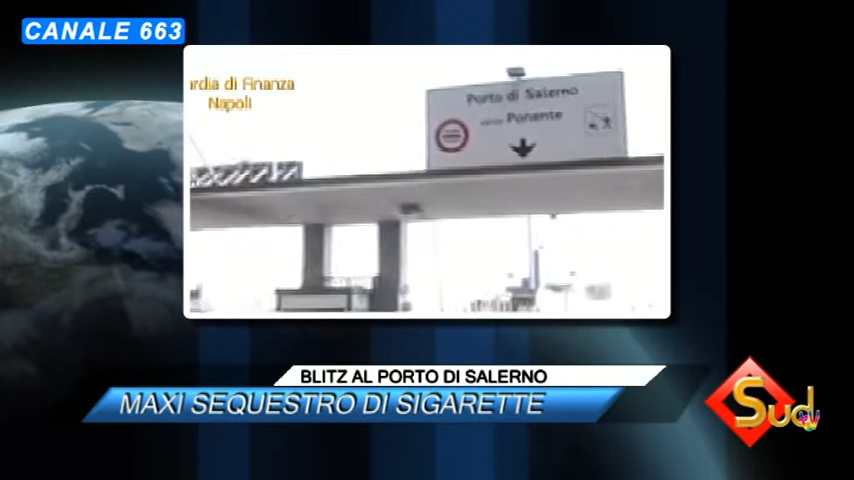 CANALE 663
rdia di Finanza
Napoli
Porto di Salerno
Ponente
BLITZ AL PORTO DI SALERNO
MAXI SEQUESTRO DI SIGARETTE
Sud
TV